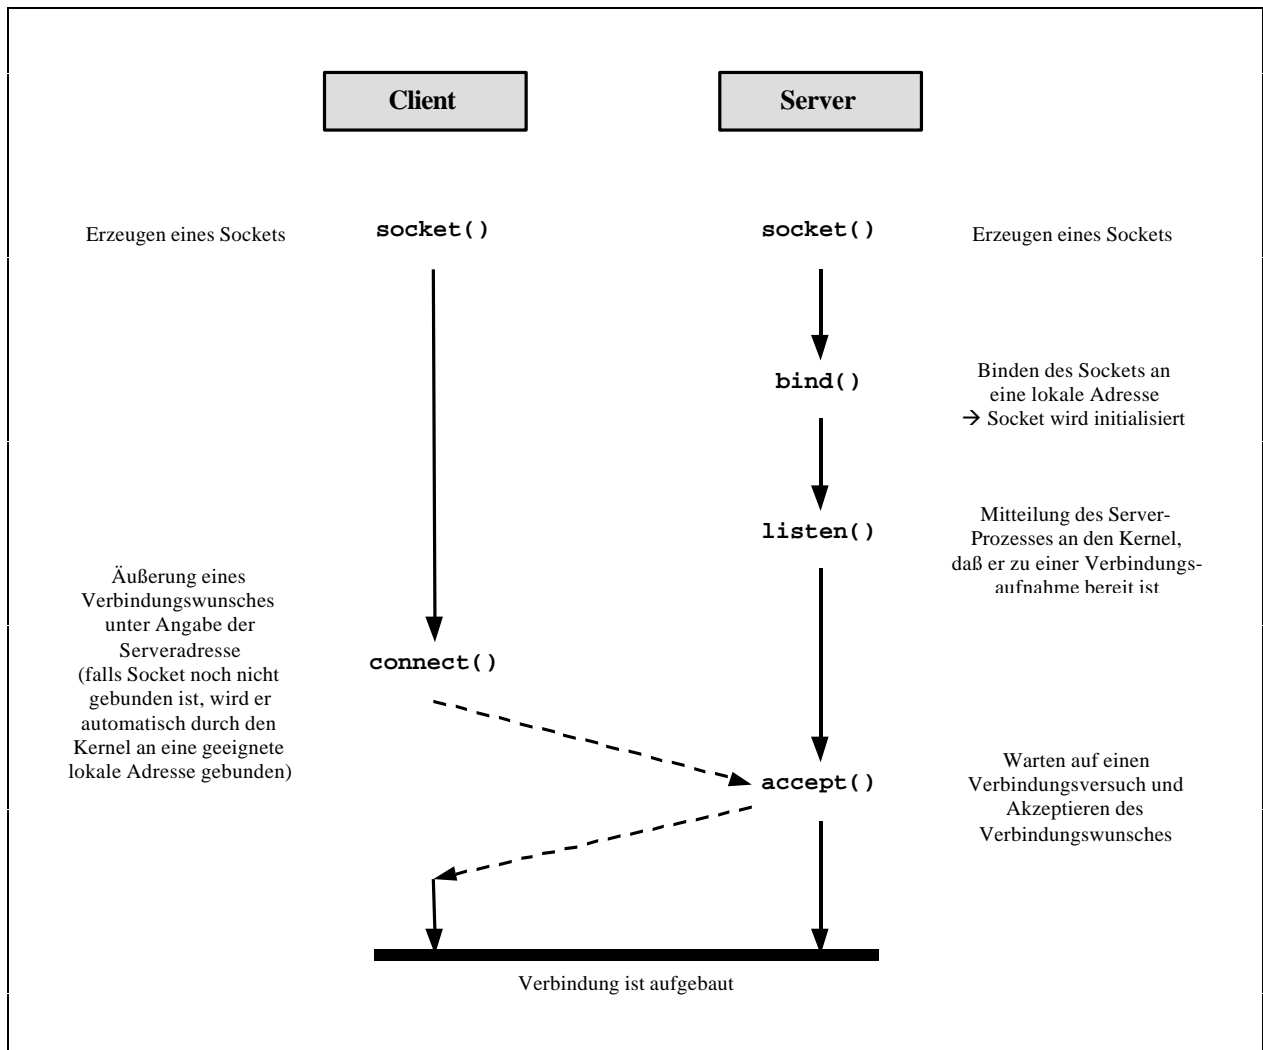 Client
Server
Erzeugen eines Sockets
socket()
socket()
Erzeugen eines Sockets
bind()
Binden des Sockets an
eine lokale Adresse
→ Socket wird initialisiert
listen()
Mitteilung des Server-
Prozesses an den Kernel,
daß er zu einer Verbindungs-
aufnahme bereit ist
Äußerung eines
Verbindungswunsches
unter Angabe der
Serveradresse
(falls Socket noch nicht
gebunden ist, wird er
automatisch durch den
Kernel an eine geeignete
lokale Adresse gebunden)
connect()
accept()
Warten auf einen
Verbindungsversuch und
Akzeptieren des
Verbindungswunsches
Verbindung ist aufgebaut